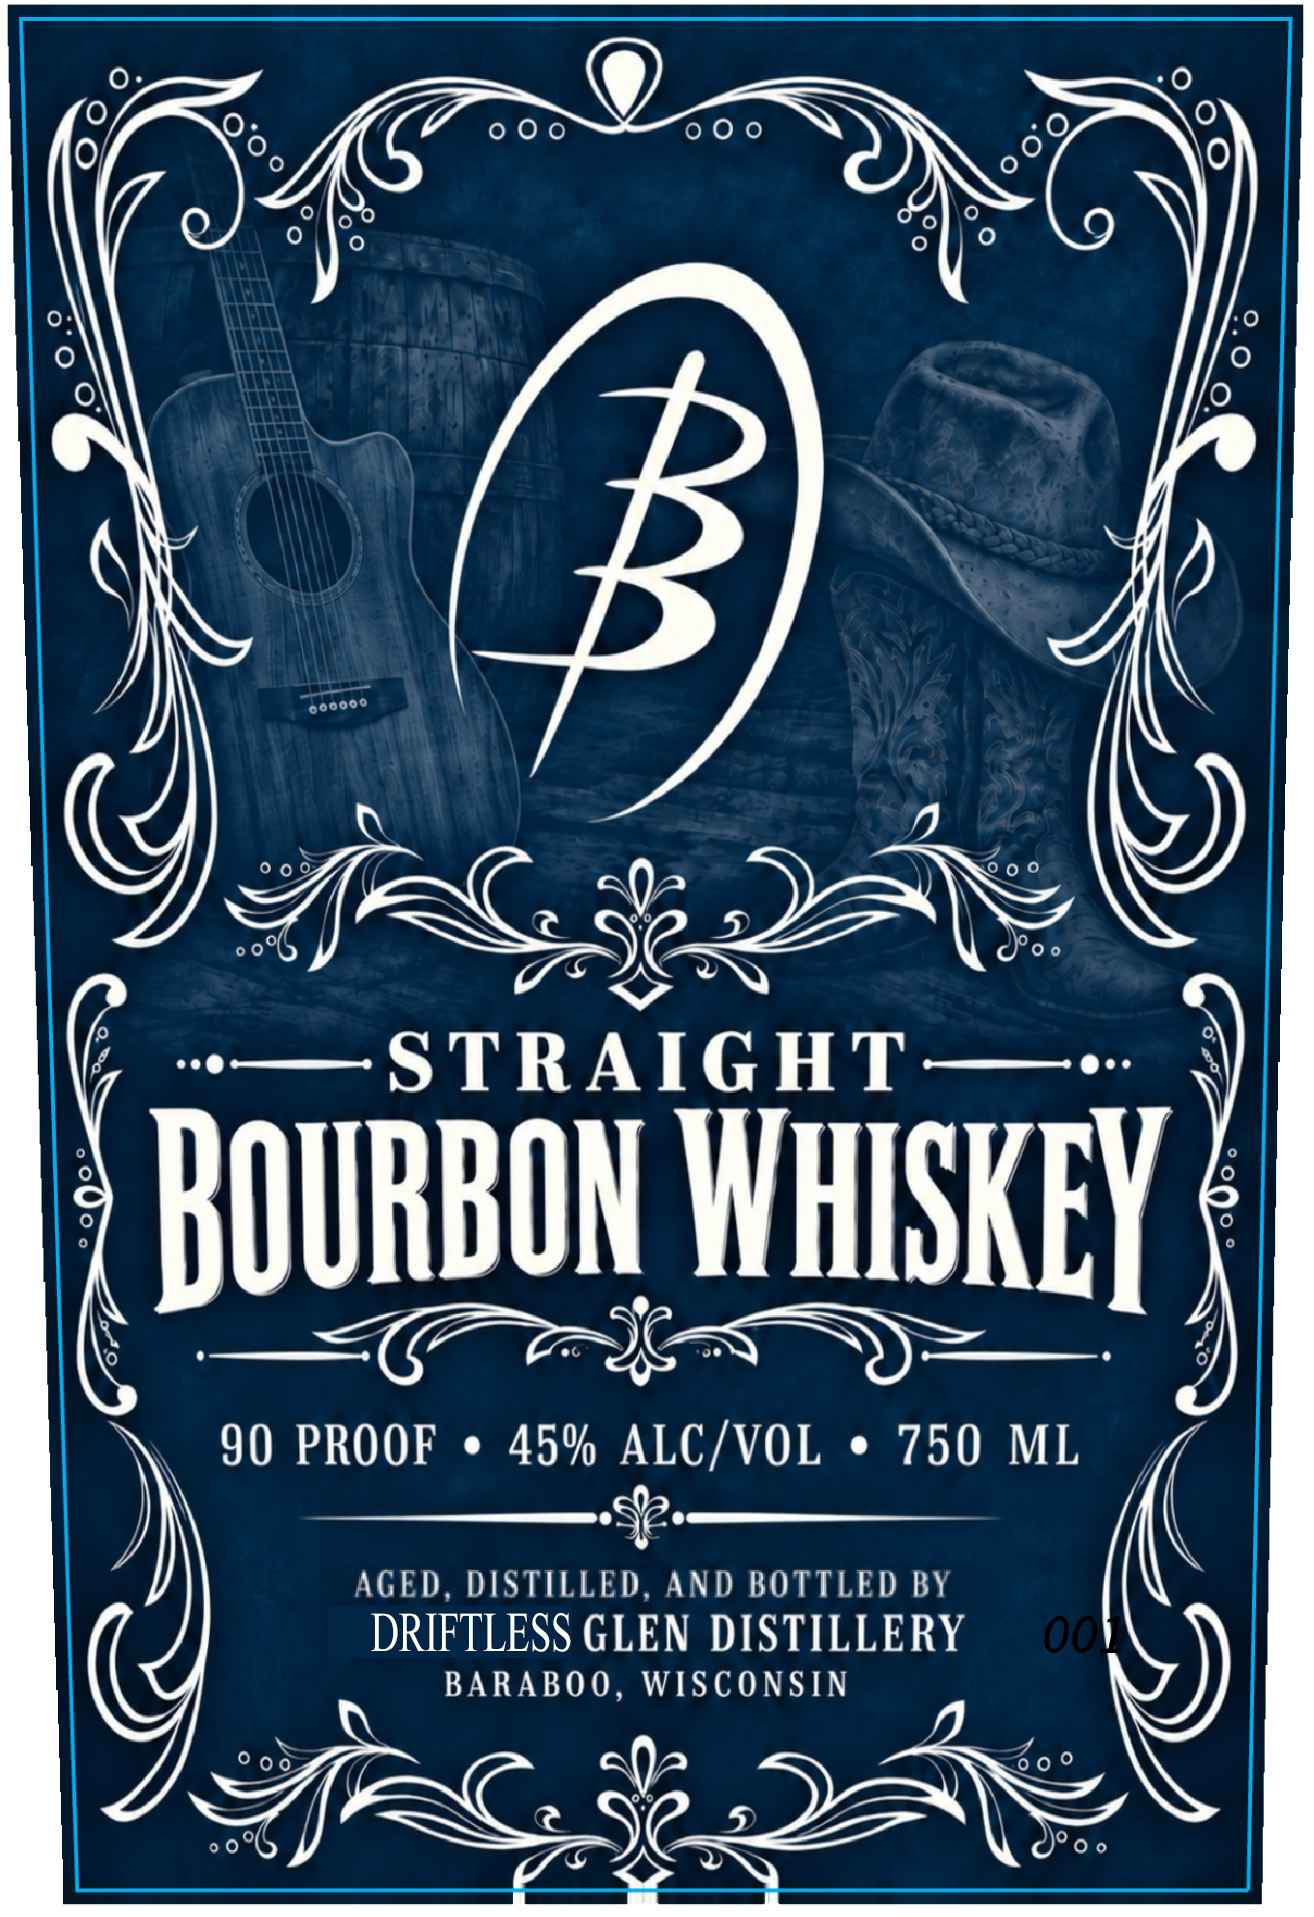 B
STRAIGHT
BOURBON WHISKEY
90 PROOF • 45% ALC/VOL • 750 ML
AGED, DISTILLED, AND BOTTLED BY
DRIFTLESS GLEN DISTILLERY
001
BARABOO, WISCONSIN